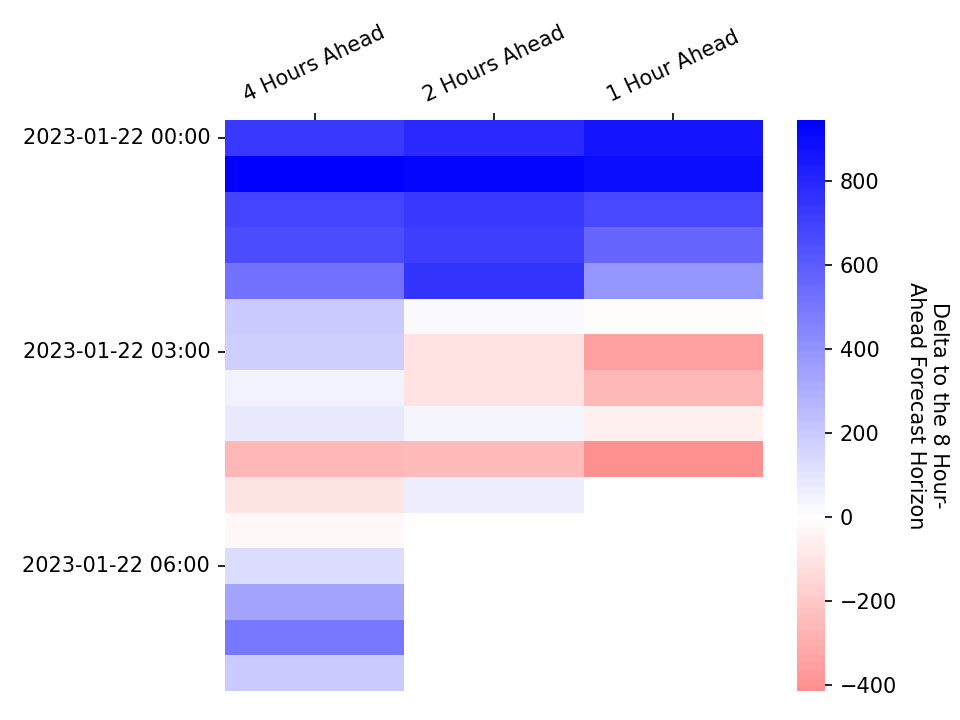 4 Hours Ahead
2 Hours Ahead
1 Hour Ahead
2023-01-22 00:00
2023-01-22 03:00
2023-01-22 06:00
800
600
400
200
0
−200
−400
Delta to the 8 Hour-
Ahead Forecast Horizon